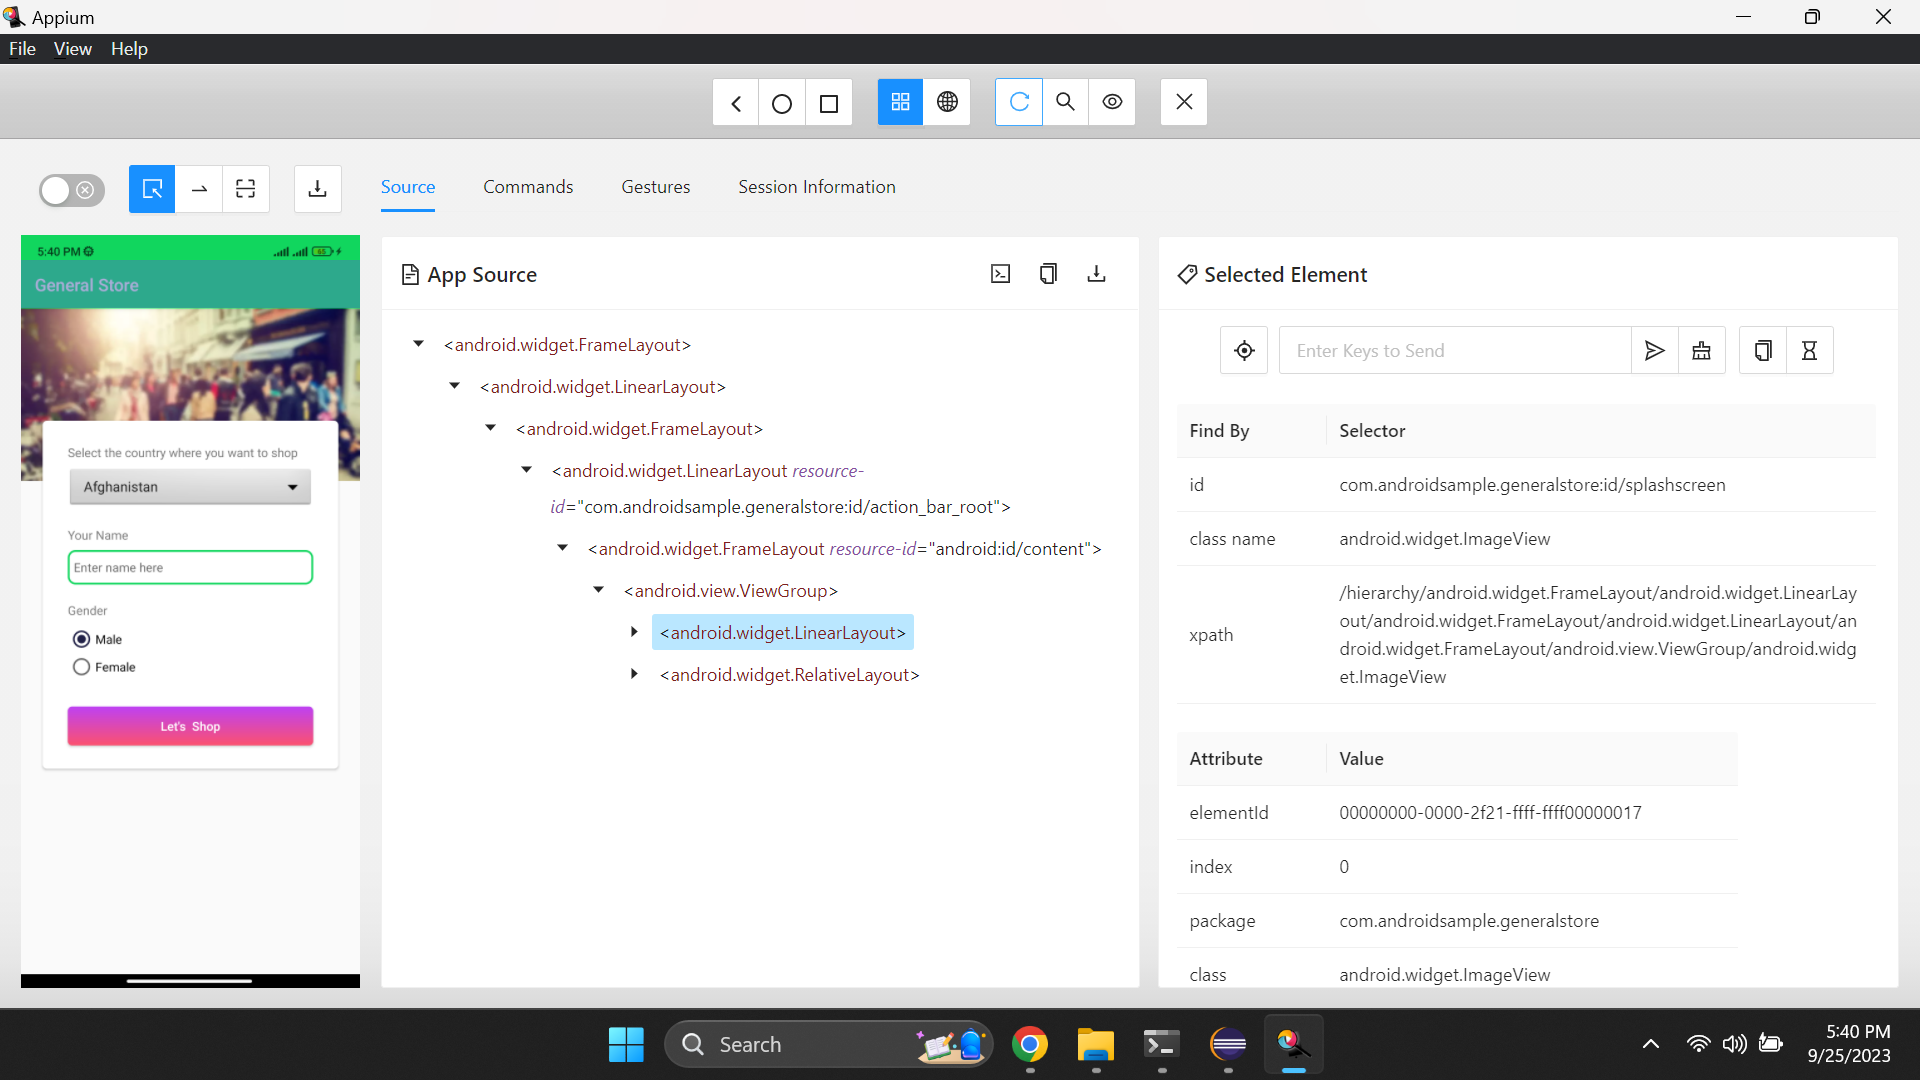 Appium
File View Help
Source Commands Gestures Session Information
5:40 PM
65
General Store
Select the country where you want to shop
Afghanistan
Your Name
Enter name here
Gender
Male
Female
Let's Shop
App Source
<android.widget.FrameLayout>
<android.widget.LinearLayout>
<android.widget.FrameLayout>
<android.widget.LinearLayout resource-
id="com.androidsample.generalstore:id/action_bar_root">
<android.widget.FrameLayout resource-id="android:id/content">
<android.view.ViewGroup>
<android.widget.LinearLayout>
<android.widget.RelativeLayout>
Selected Element
Enter Keys to Send
Find By Selector
id com.androidsample.generalstore:id/splashscreen
class name android.widget.ImageView
xpath
/hierarchy/android.widget.FrameLayout/android.widget.LinearLay
out/android.widget.FrameLayout/android.widget.LinearLayout/an
droid.widget.FrameLayout/android.view.ViewGroup/android.widg
et.ImageView
Attribute Value
elementId 00000000-0000-2f21-ffff-ffff00000017
index 0
package com.androidsample.generalstore
class android.widget.ImageView
Search
5:40 PM
9/25/2023